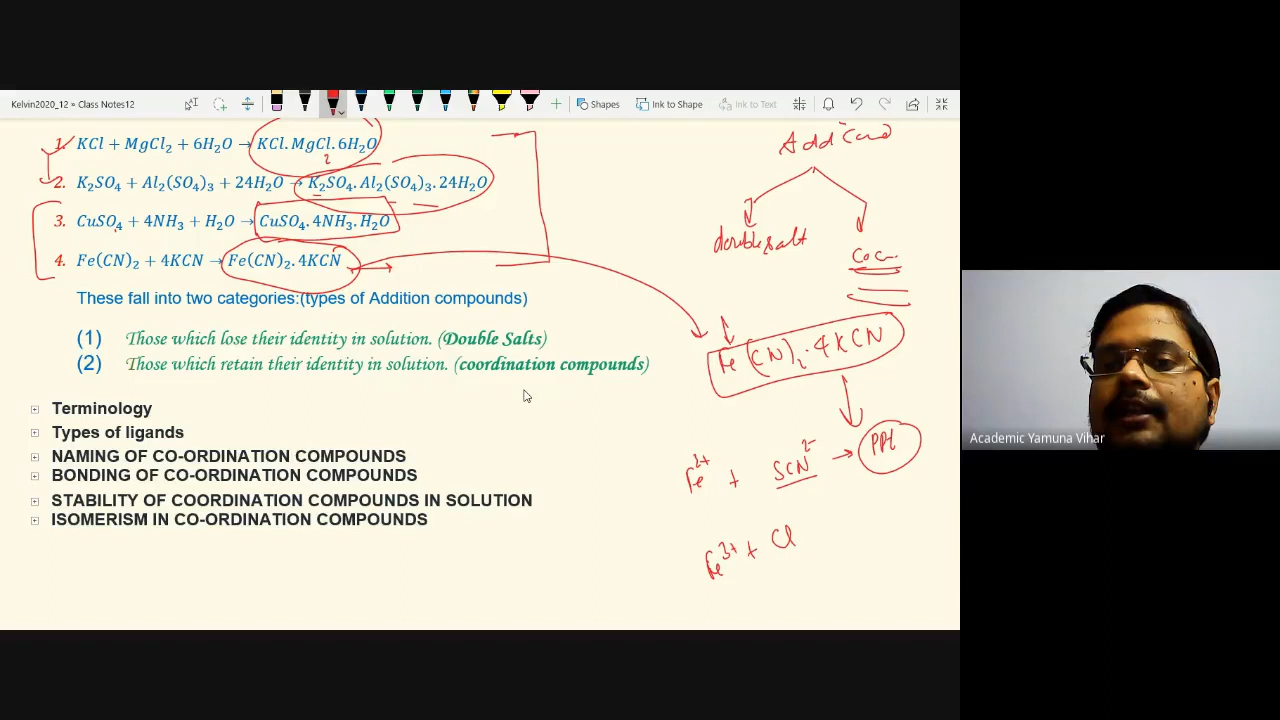 Kelvin2020_12 » Class Notes12
Shapes
Ink to Shape
Ink to Text
1. KCl + MgCl₂ + 6H₂O → KCl.MgCl.6H₂O
2
2. K₂SO₄ + Al₂(SO₄)₃ + 24H₂O → K₂SO₄.Al₂(SO₄)₃.24H₂O
3. CuSO₄ + 4NH₃ + H₂O → CuSO₄.4NH₃.H₂O
4. Fe(CN)₂ + 4KCN → Fe(CN)₂.4KCN
These fall into two categories:(types of Addition compounds)
(1) Those which lose their identity in solution. (Double Salts)
(2) Those which retain their identity in solution. (coordination compounds)
Terminology
Types of ligands
NAMING OF CO-ORDINATION COMPOUNDS
BONDING OF CO-ORDINATION COMPOUNDS
STABILITY OF COORDINATION COMPOUNDS IN SOLUTION
ISOMERISM IN CO-ORDINATION COMPOUNDS
double salt
Fe(CN)₂.4KCN
Fe²⁺ + SCN²⁻ → PPt
Fe³⁺ + Cl
Academic Yamuna Vihar